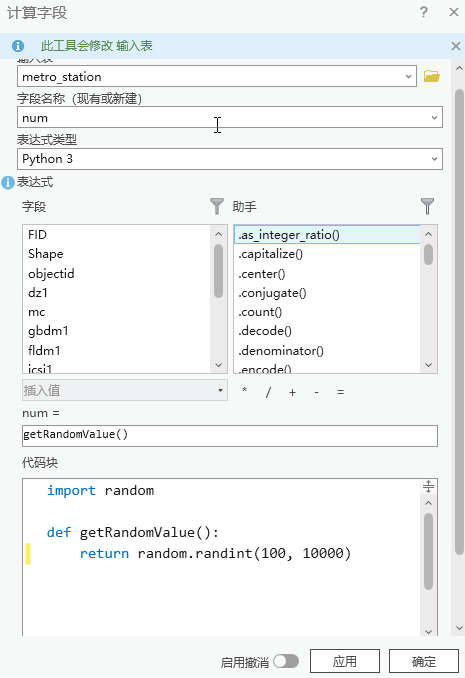 计算字段
? ×
此工具会修改 输入表
输入表
metro_station
字段名称（现有或新建）
num
表达式类型
Python 3
表达式
字段
助手
FID
Shape
objectid
dz1
mc
gbdm1
fldm1
jcsj1
.as_integer_ratio()
.capitalize()
.center()
.conjugate()
.count()
.decode()
.denominator()
.encode()
插入值
* / + - =
num =
getRandomValue()
代码块
import random
def getRandomValue():
return random.randint(100, 10000)
启用撤消
应用
确定